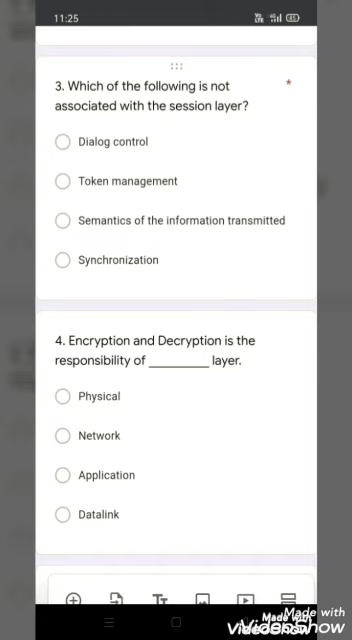 11:25
3. Which of the following is not *
associated with the session layer?
Dialog control
Token management
Semantics of the information transmitted
Synchronization
4. Encryption and Decryption is the
responsibility of ________ layer.
Physical
Network
Application
Datalink
Made with
VideoShow